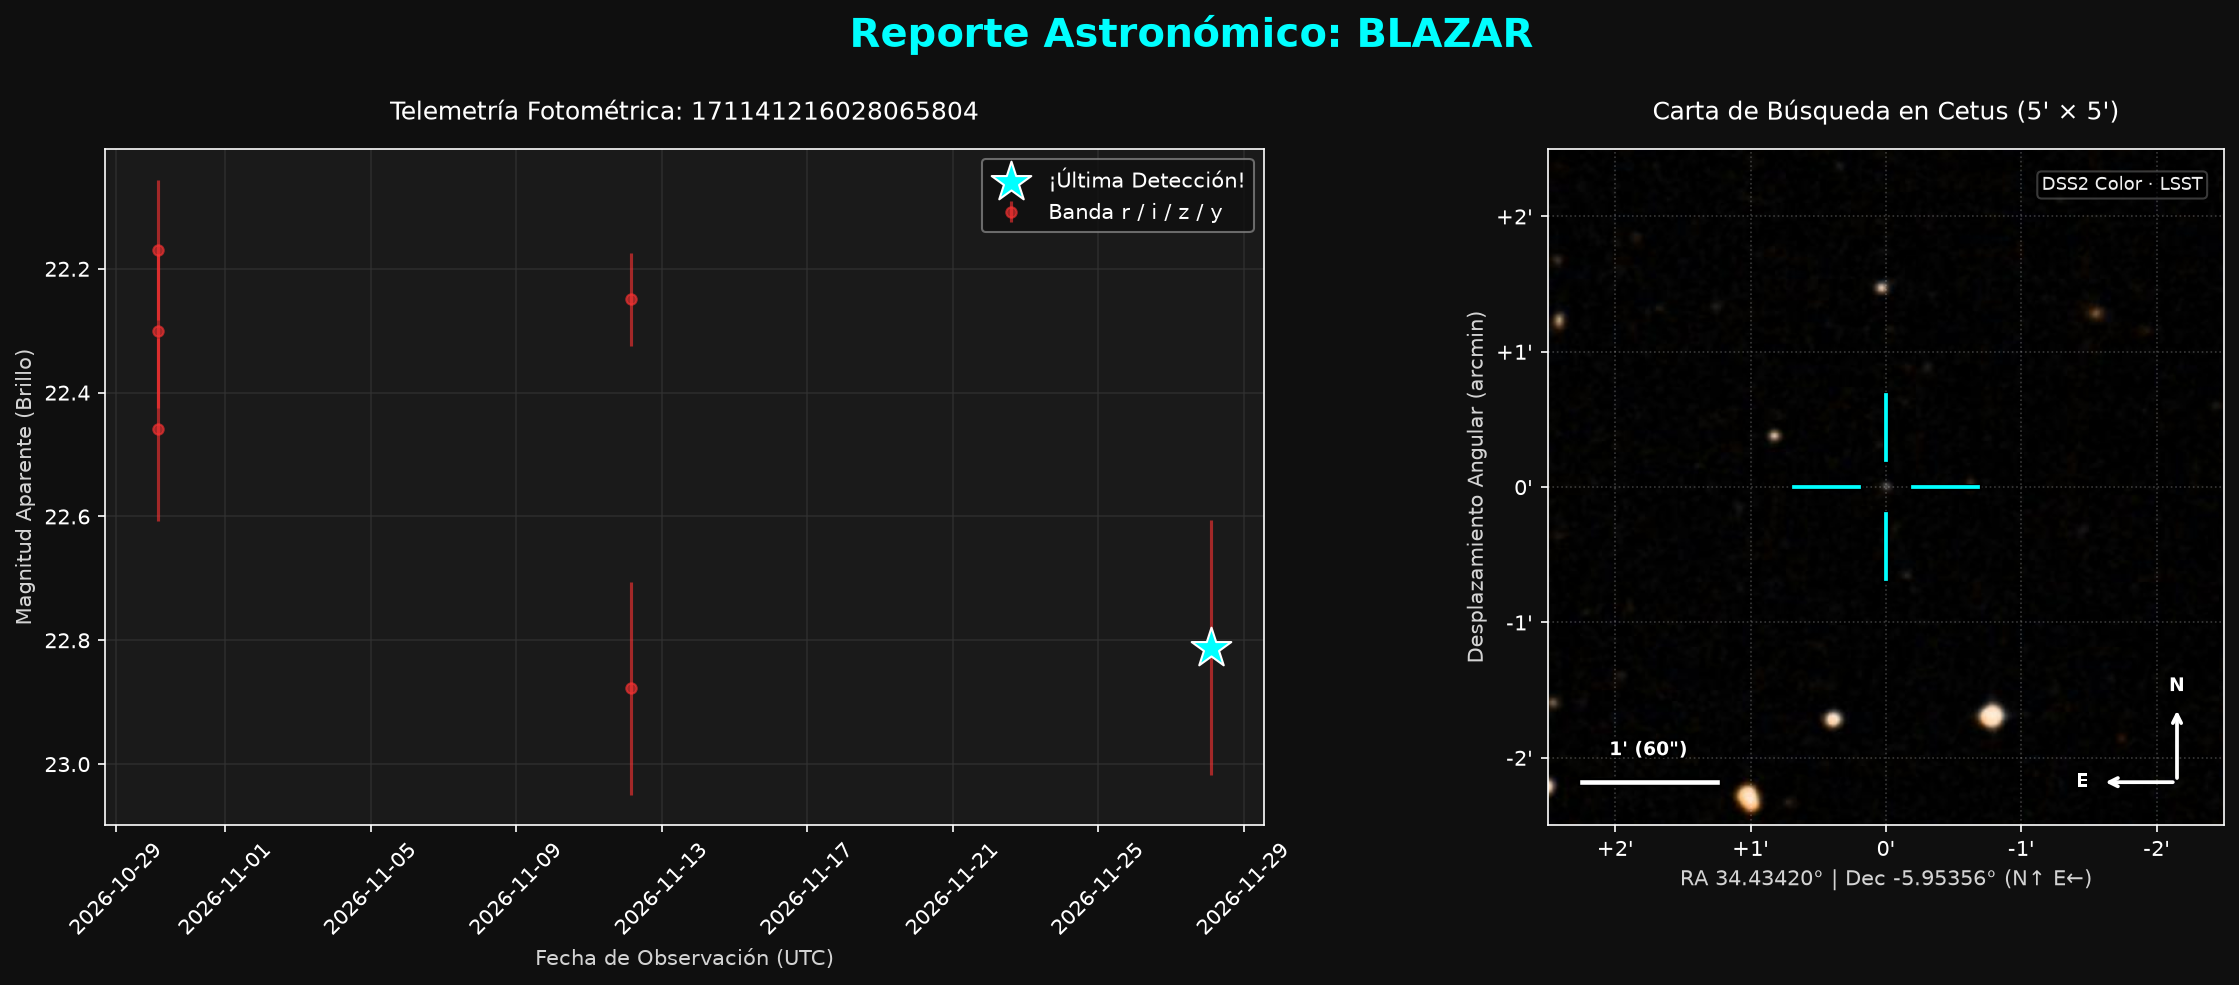 Reporte Astronómico: BLAZAR
Telemetría Fotométrica: 171141216028065804
¡Última Detección!
Banda r / i / z / y
Magnitud Aparente (Brillo)
22.2
22.4
22.6
22.8
23.0
2026-10-29
2026-11-01
2026-11-05
2026-11-09
2026-11-13
2026-11-17
2026-11-21
2026-11-25
2026-11-29
Fecha de Observación (UTC)
Carta de Búsqueda en Cetus (5' × 5')
DSS2 Color · LSST
Desplazamiento Angular (arcmin)
+2'
+1'
0'
-1'
-2'
N
E
1' (60")
+2'
+1'
0'
-1'
-2'
RA 34.43420° | Dec -5.95356° (N↑ E←)